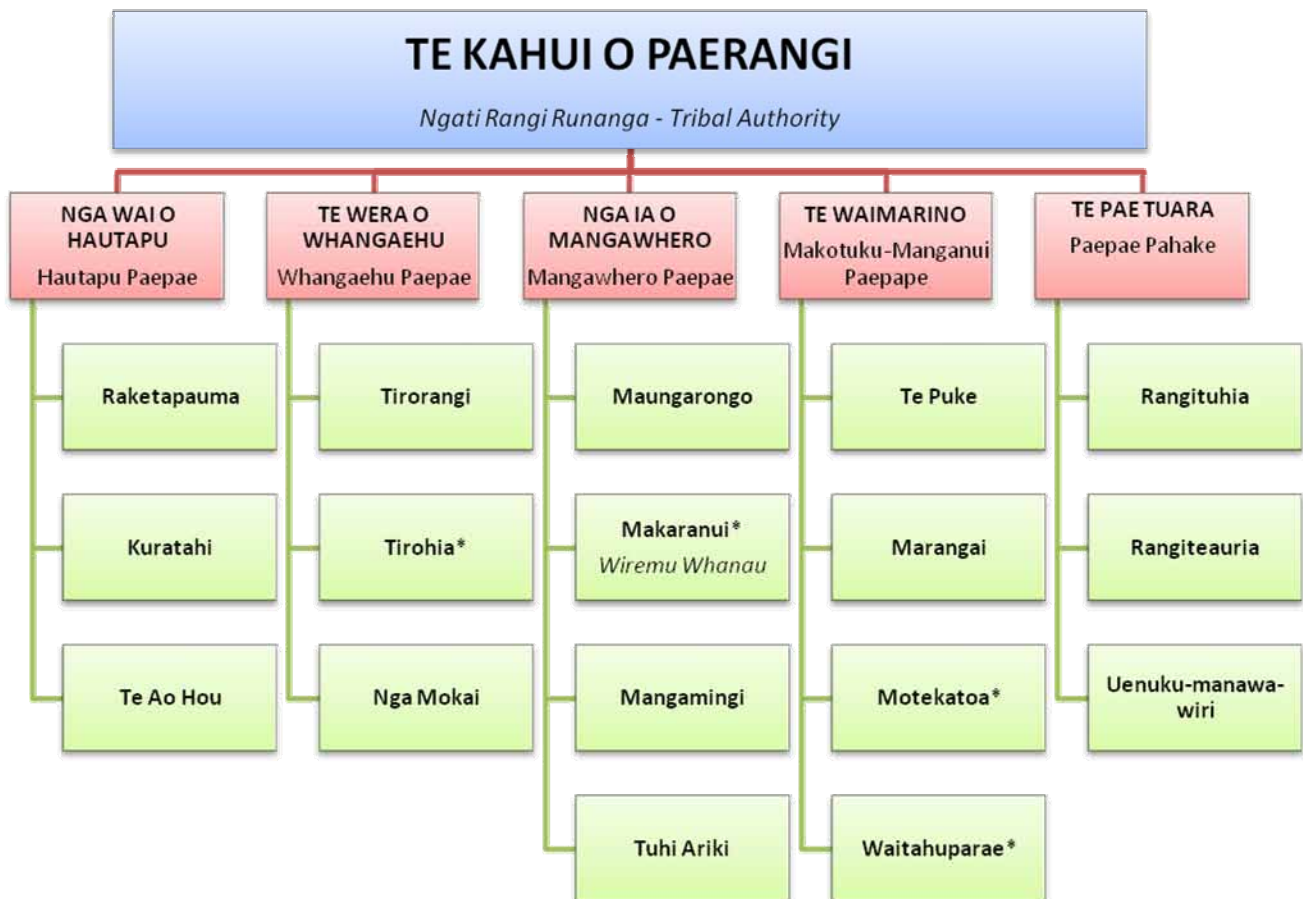 TE KAHUI O PAERANGI
Ngati Rangi Runanga - Tribal Authority
NGA WAI O
HAUTAPU
Hautapu Paepae
TE WERA O
WHANGAEHU
Whangaehu Paepae
NGA IA O
MANGAWHERO
Mangawhero Paepae
TE WAIMARINO
Makotuku-Manganui
Paepape
TE PAE TUARA
Paepae Pahake
Raketapauma
Kuratahi
Te Ao Hou
Tirorangi
Tirohia*
Nga Mokai
Maungarongo
Makaranui*
Wiremu Whanau
Mangamingi
Tuhi Ariki
Te Puke
Marangai
Motekatoa*
Waitahuparae*
Rangituhia
Rangiteauria
Uenuku-manawa-
wiri